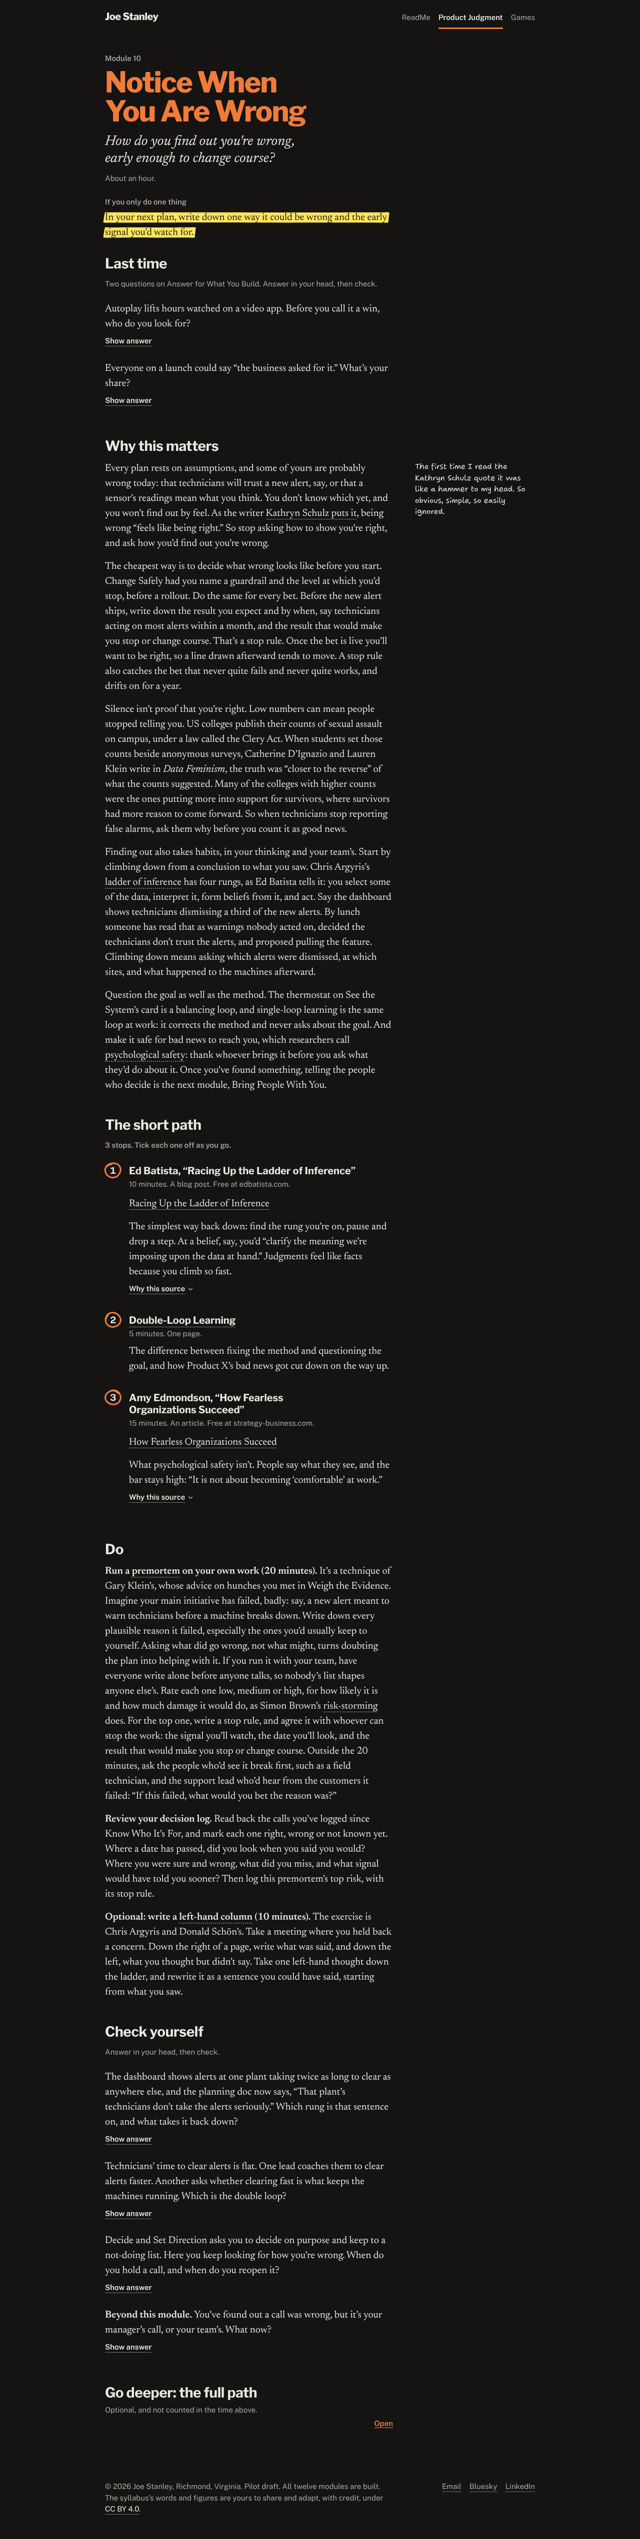 Joe Stanley
ReadMe Product Judgment Games
Module 10
Notice When
You Are Wrong
How do you find out you're wrong,
early enough to change course?
About an hour.
If you only do one thing
In your next plan, write down one way it could be wrong and the early
signal you'd watch for.
Last time
Two questions on Answer for What You Build. Answer in your head, then check.
Autoplay lifts hours watched on a video app. Before you call it a win,
who do you look for?
Show answer
Everyone on a launch could say “the business asked for it.” What's your
share?
Show answer
Why this matters
Every plan rests on assumptions, and some of yours are probably
wrong today: that technicians will trust a new alert, say, or that a
sensor's readings mean what you think. You don't know which yet, and
you won't find out by feel. As the writer Kathryn Schulz puts it, being
wrong “feels like being right.” So stop asking how to show you're right,
and ask how you'd find out you're wrong.
The first time I read the
Kathryn Schulz quote it was
like a hammer to my head. So
obvious, simple, so easily
ignored.
The cheapest way is to decide what wrong looks like before you start.
Change Safely had you name a guardrail and the level at which you'd
stop, before a rollout. Do the same for every bet. Before the new alert
ships, write down the result you expect and by when, say technicians
acting on most alerts within a month, and the result that would make
you stop or change course. That's a stop rule. Once the bet is live you'll
want to be right, so a line drawn afterward tends to move. A stop rule
also catches the bet that never quite fails and never quite works, and
drifts on for a year.
Silence isn't proof that you're right. Low numbers can mean people
stopped telling you. US colleges publish their counts of sexual assault
on campus, under a law called the Clery Act. When students set those
counts beside anonymous surveys, Catherine D'Ignazio and Lauren
Klein write in Data Feminism, the truth was “closer to the reverse” of
what the counts suggested. Many of the colleges with higher counts
were the ones putting more into support for survivors, where survivors
had more reason to come forward. So when technicians stop reporting
false alarms, ask them why before you count it as good news.
Finding out also takes habits, in your thinking and your team's. Start by
climbing down from a conclusion to what you saw. Chris Argyris's
ladder of inference has four rungs, as Ed Batista tells it: you select some
of the data, interpret it, form beliefs from it, and act. Say the dashboard
shows technicians dismissing a third of the new alerts. By lunch
someone has read that as warnings nobody acted on, decided the
technicians don't trust the alerts, and proposed pulling the feature.
Climbing down means asking which alerts were dismissed, at which
sites, and what happened to the machines afterward.
Question the goal as well as the method. The thermostat on See the
System's card is a balancing loop, and single-loop learning is the same
loop at work: it corrects the method and never asks about the goal. And
make it safe for bad news to reach you, which researchers call
psychological safety: thank whoever brings it before you ask what
they'd do about it. Once you've found something, telling the people
who decide is the next module, Bring People With You.
The short path
3 stops. Tick each one off as you go.
1 Ed Batista, “Racing Up the Ladder of Inference”
10 minutes. A blog post. Free at edbatista.com.
Racing Up the Ladder of Inference
The simplest way back down: find the rung you're on, pause and
drop a step. At a belief, say, you'd “clarify the meaning we're
imposing upon the data at hand.” Judgments feel like facts
because you climb so fast.
Why this source
2 Double-Loop Learning
5 minutes. One page.
The difference between fixing the method and questioning the
goal, and how Product X's bad news got cut down on the way up.
3 Amy Edmondson, “How Fearless
Organizations Succeed”
15 minutes. An article. Free at strategy-business.com.
How Fearless Organizations Succeed
What psychological safety isn't. People say what they see, and the
bar stays high: “It is not about becoming ‘comfortable’ at work.”
Why this source
Do
Run a premortem on your own work (20 minutes). It's a technique of
Gary Klein's, whose advice on hunches you met in Weigh the Evidence.
Imagine your main initiative has failed, badly: say, a new alert meant to
warn technicians before a machine breaks down. Write down every
plausible reason it failed, especially the ones you'd usually keep to
yourself. Asking what did go wrong, not what might, turns doubting
the plan into helping with it. If you run it with your team, have
everyone write alone before anyone talks, so nobody's list shapes
anyone else's. Rate each one low, medium or high, for how likely it is
and how much damage it would do, as Simon Brown's risk-storming
does. For the top one, write a stop rule, and agree it with whoever can
stop the work: the signal you'll watch, the date you'll look, and the
result that would make you stop or change course. Outside the 20
minutes, ask the people who'd see it break first, such as a field
technician, and the support lead who'd hear from the customers it
failed: “If this failed, what would you bet the reason was?”
Review your decision log. Read back the calls you've logged since
Know Who It's For, and mark each one right, wrong or not known yet.
Where a date has passed, did you look when you said you would?
Where you were sure and wrong, what did you miss, and what signal
would have told you sooner? Then log this premortem's top risk, with
its stop rule.
Optional: write a left-hand column (10 minutes). The exercise is
Chris Argyris and Donald Schön's. Take a meeting where you held back
a concern. Down the right of a page, write what was said, and down the
left, what you thought but didn't say. Take one left-hand thought down
the ladder, and rewrite it as a sentence you could have said, starting
from what you saw.
Check yourself
Answer in your head, then check.
The dashboard shows alerts at one plant taking twice as long to clear as
anywhere else, and the planning doc now says, “That plant's
technicians don't take the alerts seriously.” Which rung is that sentence
on, and what takes it back down?
Show answer
Technicians' time to clear alerts is flat. One lead coaches them to clear
alerts faster. Another asks whether clearing fast is what keeps the
machines running. Which is the double loop?
Show answer
Decide and Set Direction asks you to decide on purpose and keep to a
not-doing list. Here you keep looking for how you're wrong. When do
you hold a call, and when do you reopen it?
Show answer
Beyond this module. You've found out a call was wrong, but it's your
manager's call, or your team's. What now?
Show answer
Go deeper: the full path
Optional, and not counted in the time above.
Open
© 2026 Joe Stanley, Richmond, Virginia. Pilot draft. All twelve modules are built.
The syllabus's words and figures are yours to share and adapt, with credit, under
CC BY 4.0.
Email Bluesky LinkedIn